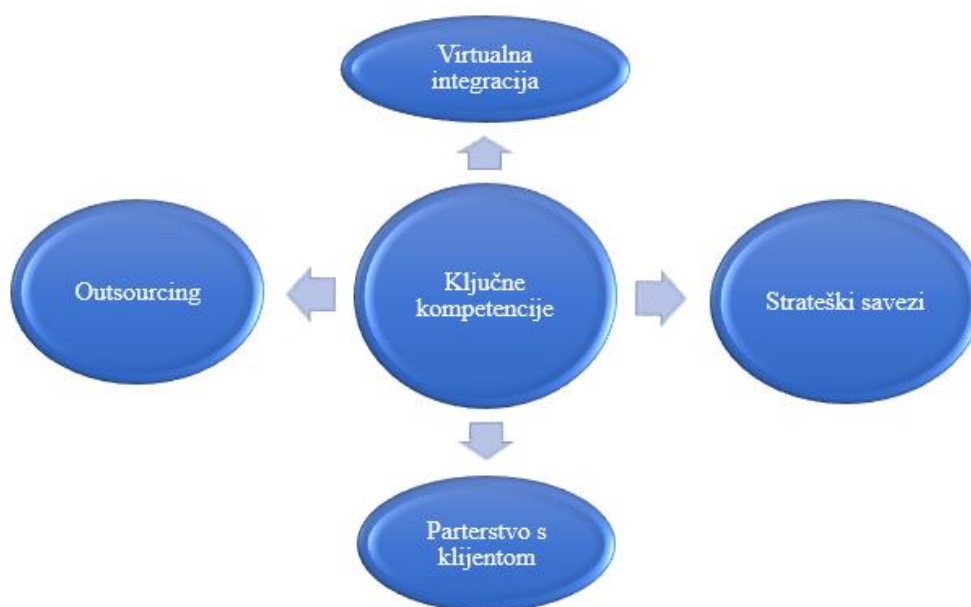 Virtualna
integracija
Outsourcing
Ključne
kompetencije
Strateški savezi
Parterstvo s
klijentom